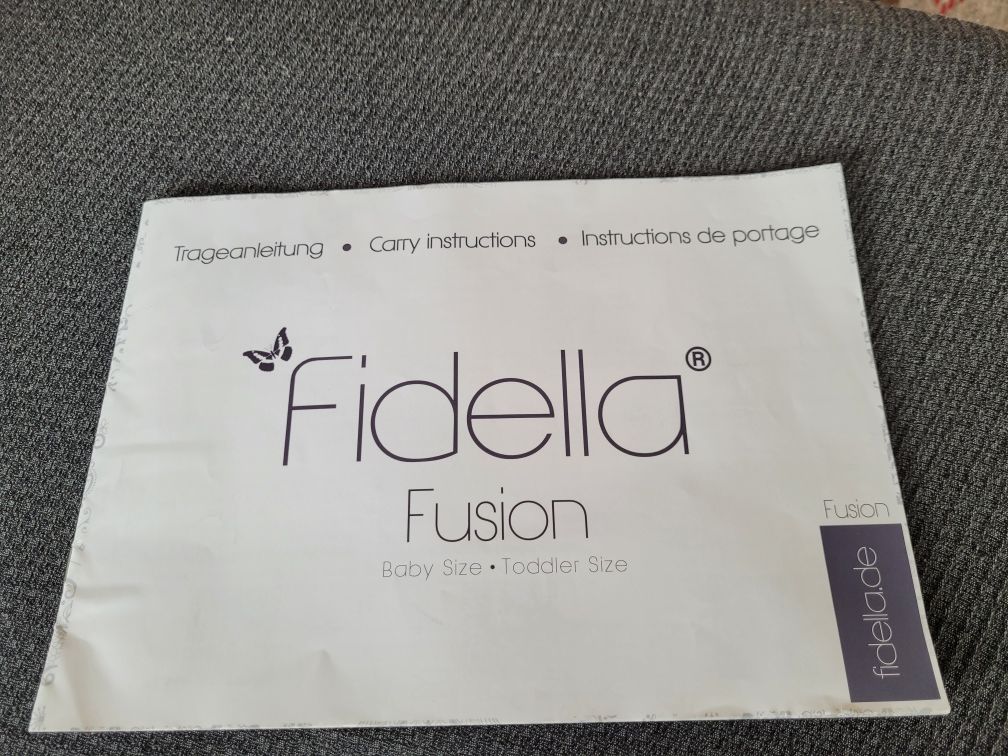 Trageanleitung • Carry instructions • Instructions de portage
fidella®
Fusion
Baby Size • Toddler Size
Fusion
fidella.de